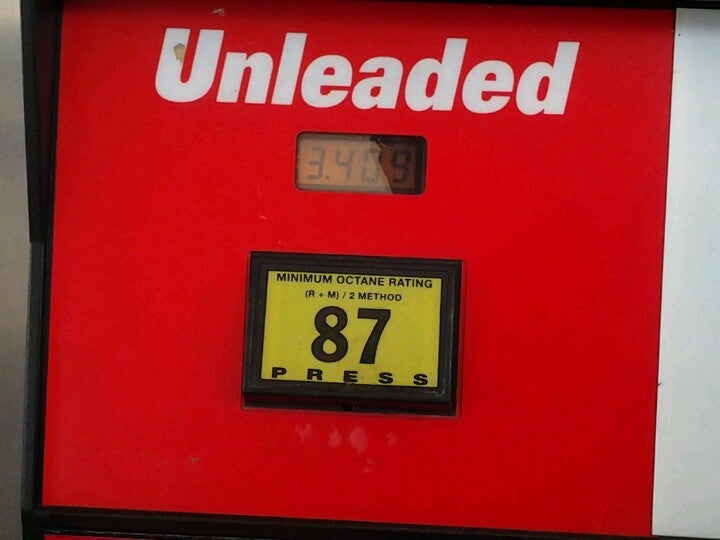 Unleaded
3.409
MINIMUM OCTANE RATING
(R + M) / 2 METHOD
87
PRESS